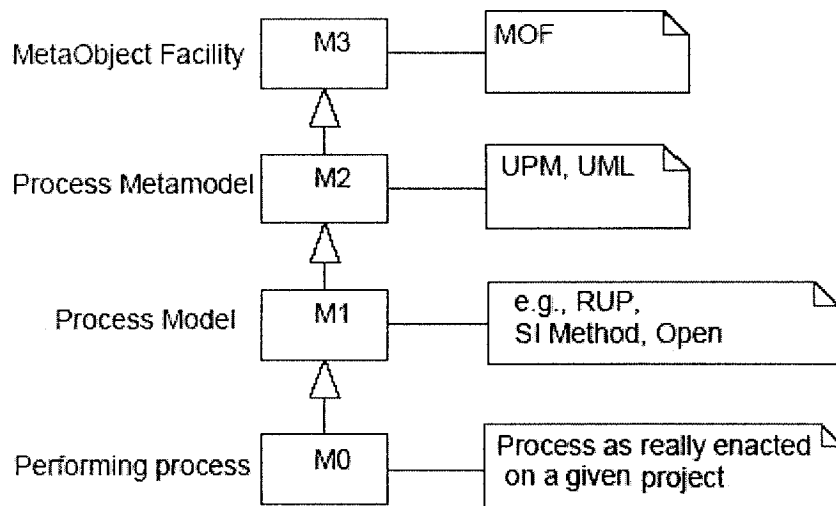 MetaObject Facility
M3
MOF
Process Metamodel
M2
UPM, UML
Process Model
M1
e.g., RUP,
SI Method, Open
Performing process
M0
Process as really enacted
on a given project